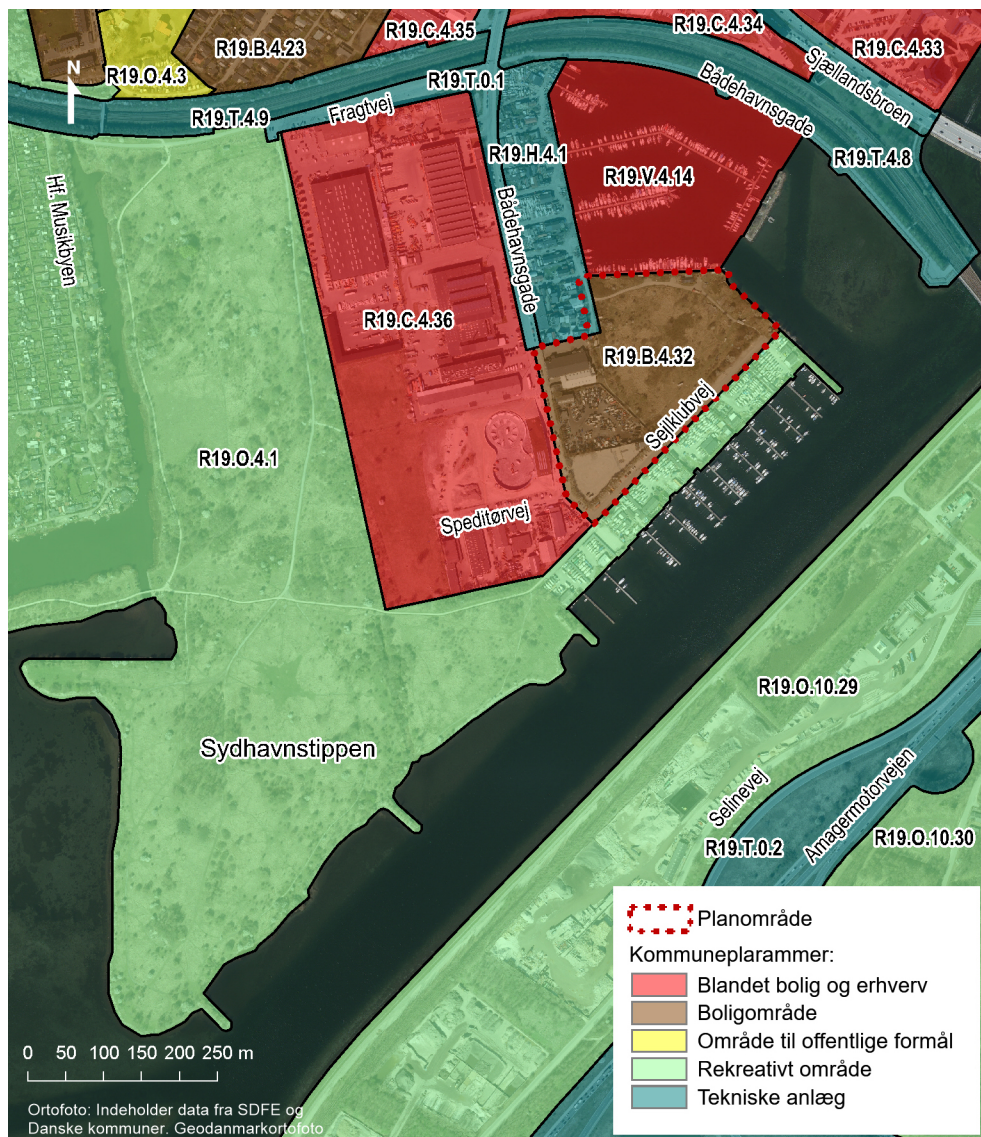 R19.C.4.35
R19.C.4.34
R19.C.4.33
R19.B.4.23
R19.O.4.3
N
R19.T.0.1
Sjællandsbroen
Bådehavnsgade
R19.T.4.9
Fragtvej
R19.H.4.1
R19.T.4.8
R19.V.4.14
Hf. Musikbyen
Bådehavnsgade
R19.C.4.36
R19.B.4.32
Sejlklubvej
R19.O.4.1
Speditørvej
R19.O.10.29
Sydhavnstippen
Selinevej
Amagermotorvejen
R19.T.0.2
R19.O.10.30
Planområde
Kommuneplarammer:
Blandet bolig og erhverv
Boligområde
Område til offentlige formål
Rekreativt område
Tekniske anlæg
0 50 100 150 200 250 m
Ortofoto: Indeholder data fra SDFE og
Danske kommuner. Geodanmarkortofoto